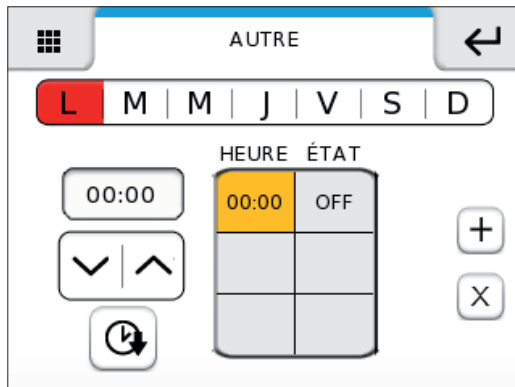 AUTRE
L M M J V S D
HEURE ÉTAT
00:00 00:00 OFF
+
X